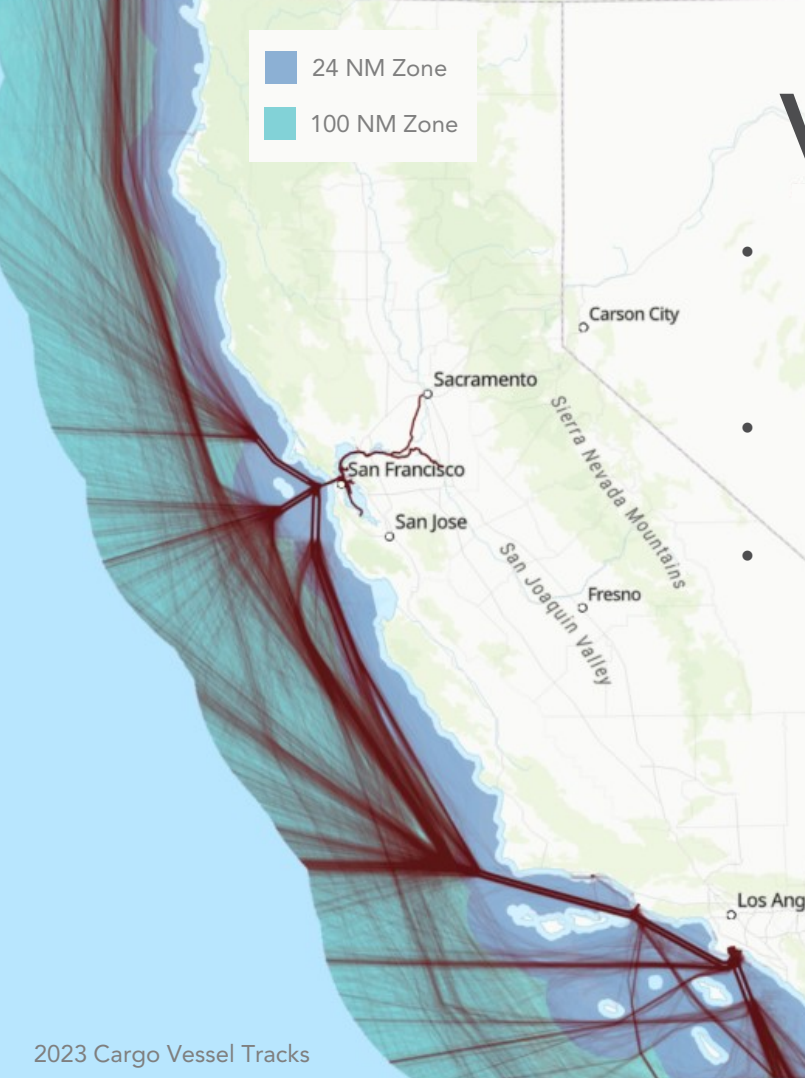 24 NM Zone
100 NM Zone
Carson City
Sacramento
Sierra Nevada Mountains
San Francisco
San Jose
San Joaquin Valley
Fresno
Los Ang
2023 Cargo Vessel Tracks